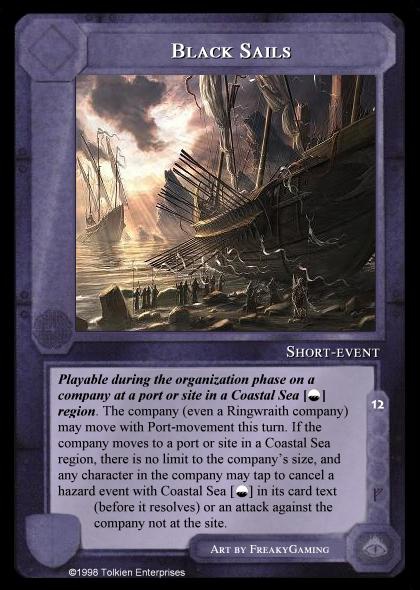 BLACK SAILS
SHORT-EVENT
Playable during the organization phase on a
company at a port or site in a Coastal Sea [ ]
region. The company (even a Ringwraith company)
may move with Port-movement this turn. If the
company moves to a port or site in a Coastal Sea
region, there is no limit to the company's size, and
any character in the company may tap to cancel a
hazard event with Coastal Sea [ ] in its card text
(before it resolves) or an attack against the
company not at the site.
12
ART BY FREAKYGAMING
©1998 Tolkien Enterprises